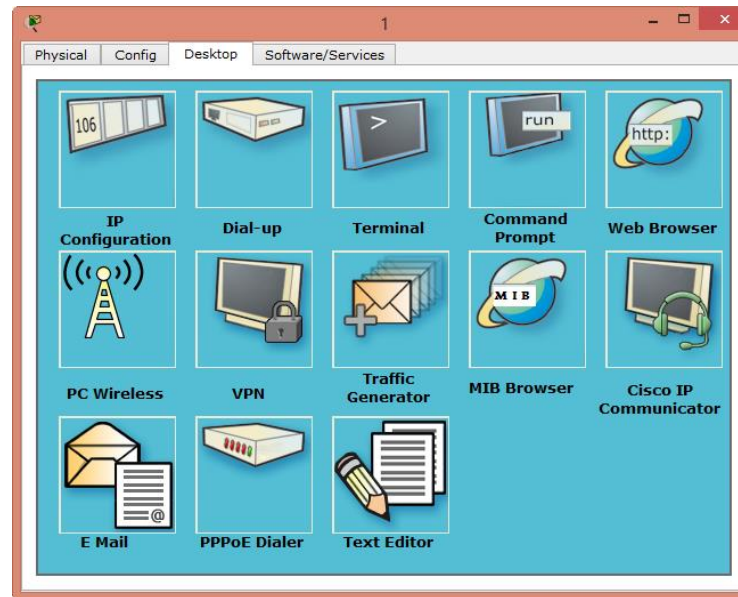 1
Physical Config Desktop Software/Services
106
>
run
http:
IP
Configuration
Dial-up
Terminal
Command
Prompt
Web Browser
MIB
PC Wireless
VPN
Traffic
Generator
MIB Browser
Cisco IP
Communicator
@
E Mail
PPPoE Dialer
Text Editor